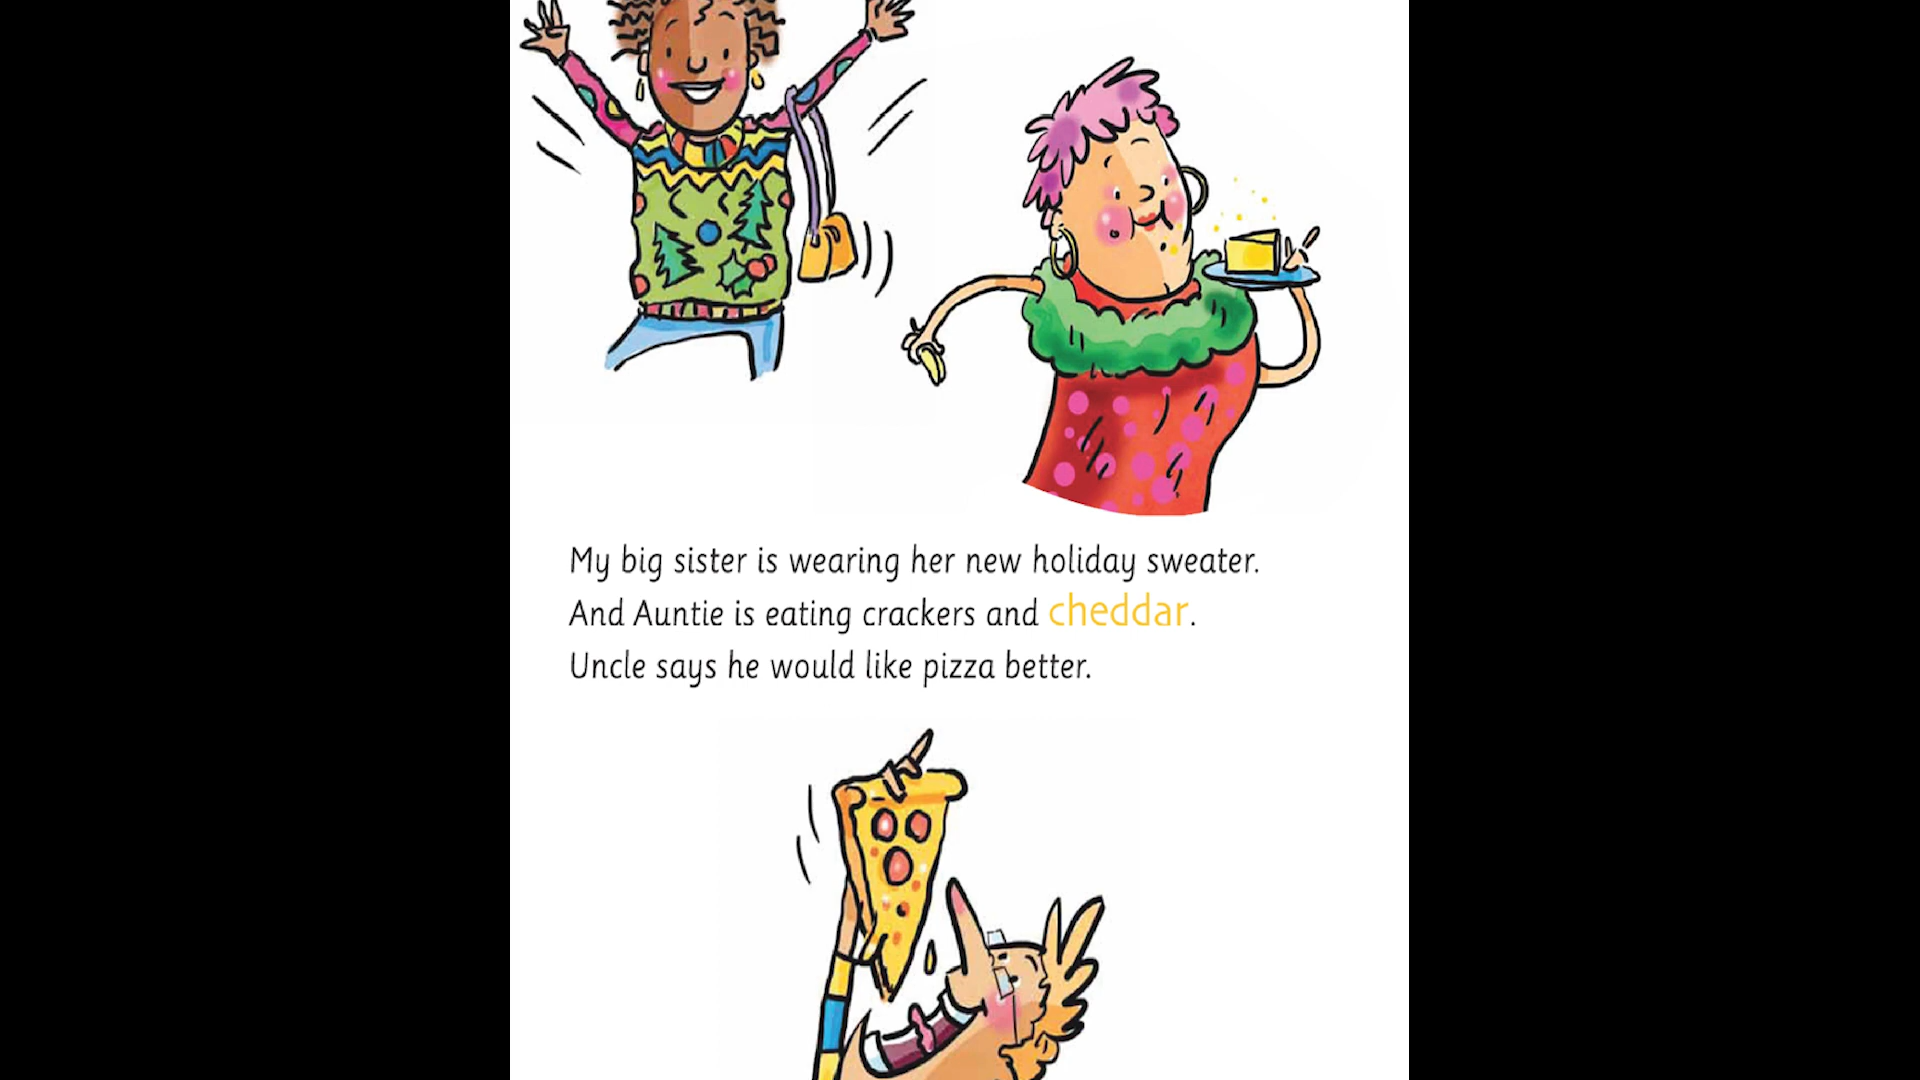 My big sister is wearing her new holiday sweater.
And Auntie is eating crackers and cheddar.
Uncle says he would like pizza better.